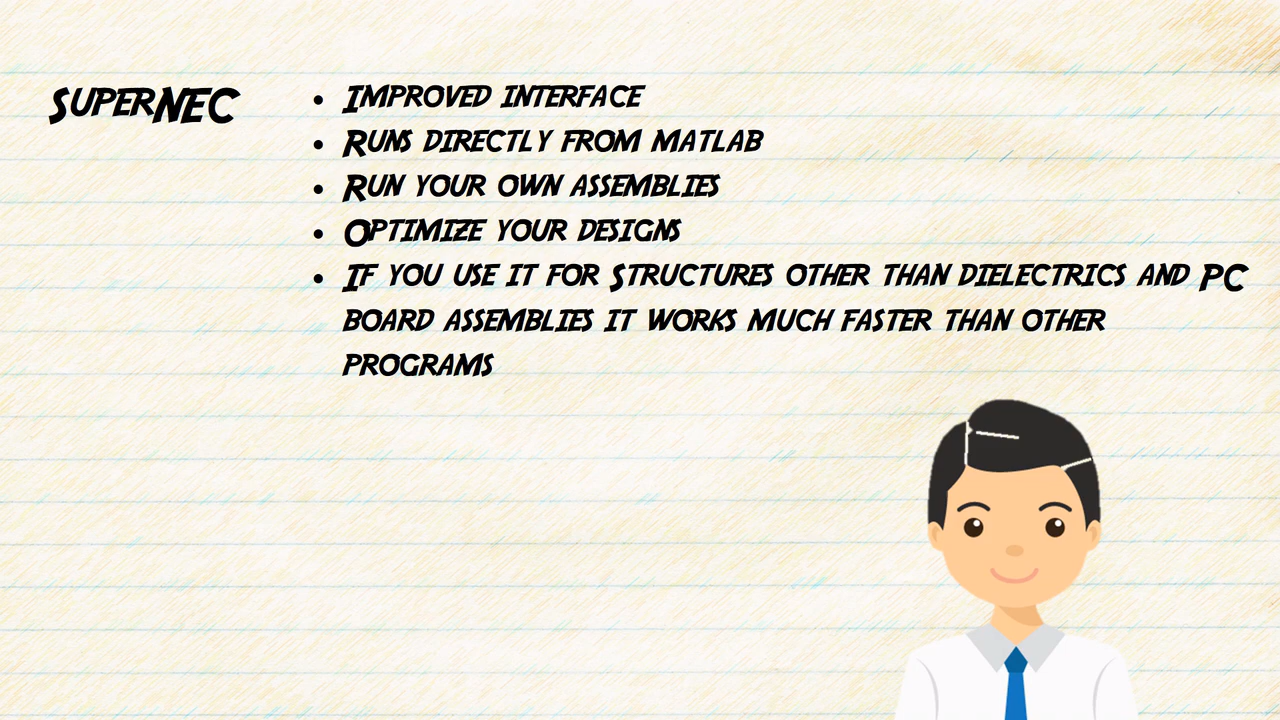 SuperNEC
• Improved interface
• Runs directly from matlab
• Run your own assemblies
• Optimize your designs
• If you use it for Structures other than dielectrics and PC
board assemblies it works much faster than other
programs